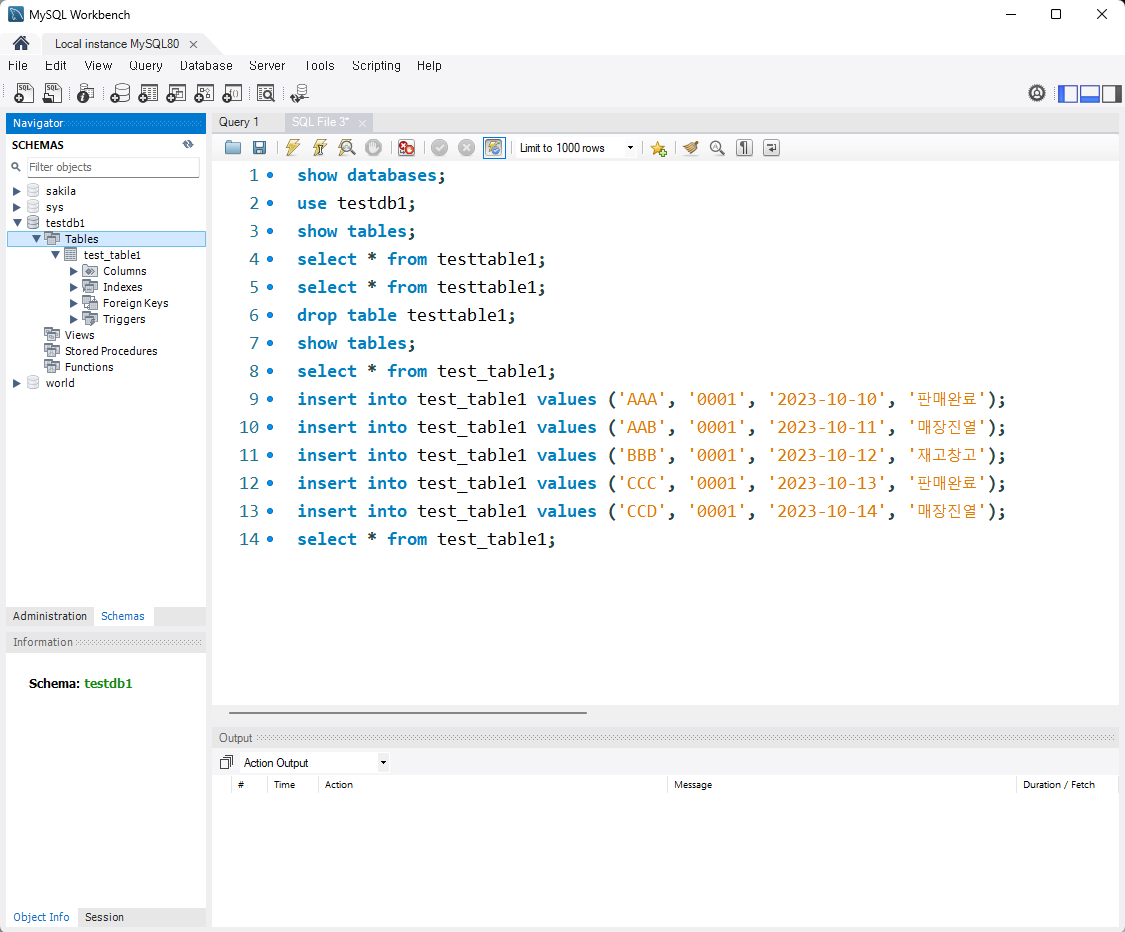 MySQL Workbench
Local instance MySQL80
File Edit View Query Database Server Tools Scripting Help
Navigator
SCHEMAS
Filter objects
sakila
sys
testdb1
Tables
test_table1
Columns
Indexes
Foreign Keys
Triggers
Views
Stored Procedures
Functions
world
Administration Schemas
Information
Schema: testdb1
Object Info Session
Query 1 SQL File 3*
Limit to 1000 rows
1 show databases;
2 use testdb1;
3 show tables;
4 select * from testtable1;
5 select * from testtable1;
6 drop table testtable1;
7 show tables;
8 select * from test_table1;
9 insert into test_table1 values ('AAA', '0001', '2023-10-10', '판매완료');
10 insert into test_table1 values ('AAB', '0001', '2023-10-11', '매장진열');
11 insert into test_table1 values ('BBB', '0001', '2023-10-12', '재고창고');
12 insert into test_table1 values ('CCC', '0001', '2023-10-13', '판매완료');
13 insert into test_table1 values ('CCD', '0001', '2023-10-14', '매장진열');
14 select * from test_table1;
Output
Action Output
# Time Action Message Duration / Fetch